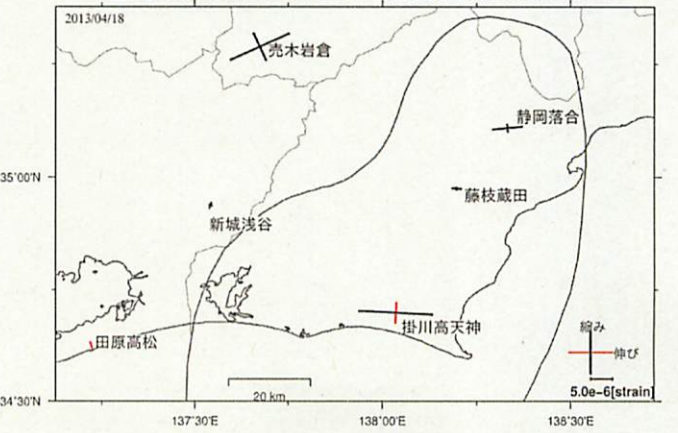 2013/04/18
売木岩倉
静岡落合
35°00'N
藤枝蔵田
新城浅谷
掛川高天神
縮み
田原高松
伸び
5.0e-6[strain]
20 km
34°30'N
137°30'E
138°00'E
138°30'E